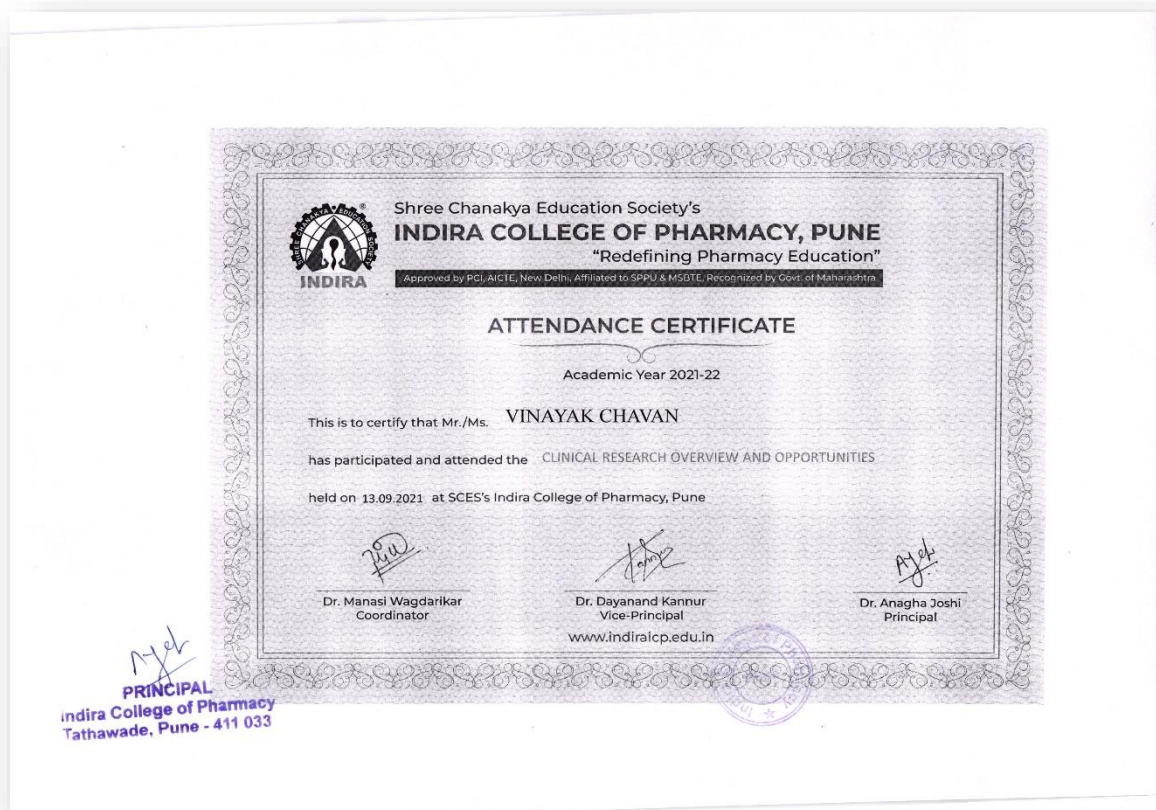 SHREE CHANAKYA EDUCATION SOCIETY
®
INDIRA
Shree Chanakya Education Society's
INDIRA COLLEGE OF PHARMACY, PUNE
“Redefining Pharmacy Education”
Approved by PCI, AICTE, New Delhi, Affiliated to SPPU & MSBTE, Recognized by Govt. of Maharashtra
ATTENDANCE CERTIFICATE
Academic Year 2021-22
This is to certify that Mr./Ms. VINAYAK CHAVAN
has participated and attended the CLINICAL RESEARCH OVERVIEW AND OPPORTUNITIES
held on 13.09.2021 at SCES's Indira College of Pharmacy, Pune
Dr. Manasi Wagdarikar
Coordinator
Dr. Dayanand Kannur
Vice-Principal
Dr. Anagha Joshi
Principal
www.indiraicp.edu.in
PRINCIPAL
Indira College of Pharmacy
Tathawade, Pune - 411 033